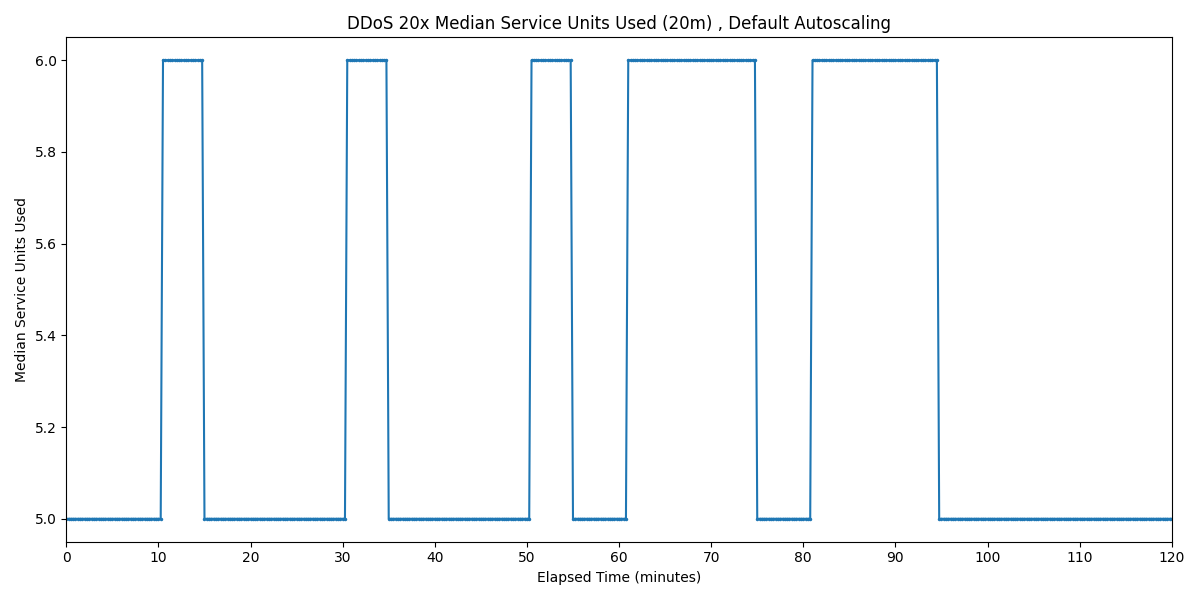 DDoS 20x Median Service Units Used (20m) , Default Autoscaling
Median Service Units Used
6.0
5.8
5.6
5.4
5.2
5.0
0 10 20 30 40 50 60 70 80 90 100 110 120
Elapsed Time (minutes)